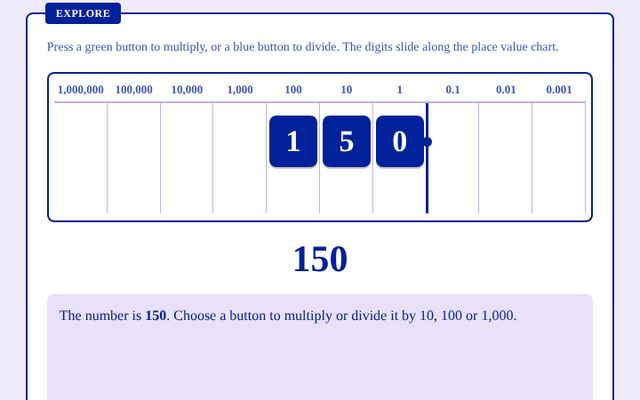 EXPLORE
Press a green button to multiply, or a blue button to divide. The digits slide along the place value chart.
1,000,000 100,000 10,000 1,000 100 10 1 0.1 0.01 0.001
1 5 0
150
The number is 150. Choose a button to multiply or divide it by 10, 100 or 1,000.